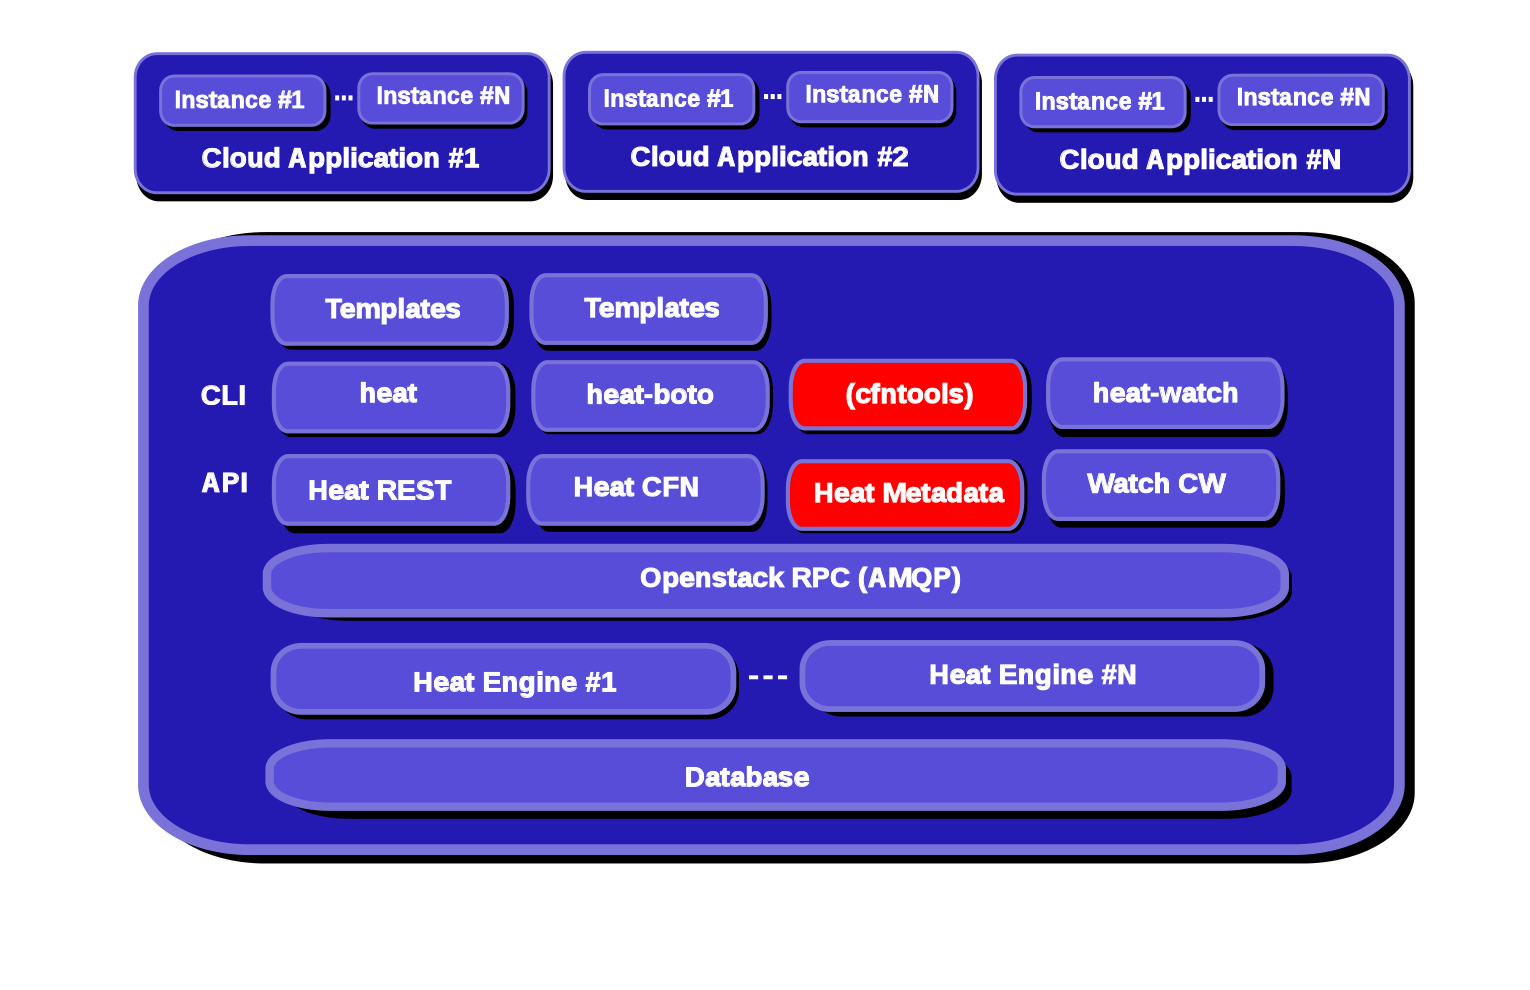 Instance #1 ... Instance #N
Cloud Application #1
Instance #1 ... Instance #N
Cloud Application #2
Instance #1 ... Instance #N
Cloud Application #N
Templates
Templates
CLI
heat
heat-boto
(cfntools)
heat-watch
API
Heat REST
Heat CFN
Heat Metadata
Watch CW
Openstack RPC (AMQP)
Heat Engine #1
---
Heat Engine #N
Database